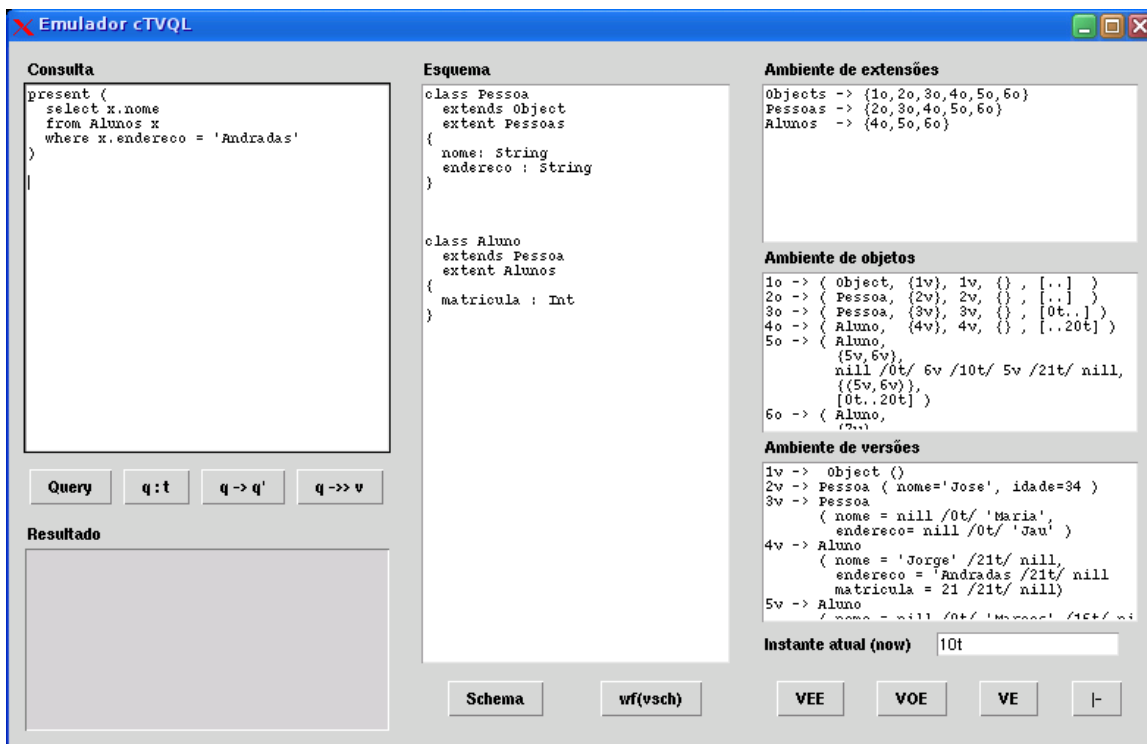 Emulador cTVQL
Consulta
present (
select x.nome
from Alunos x
where x.endereco = 'Andradas'
)
Query
q : t
q -> q'
q ->> v
Resultado
Esquema
class Pessoa
extends Object
extent Pessoas
{
nome: String
endereco : String
}
class Aluno
extends Pessoa
extent Alunos
{
matricula : Int
}
Schema
wf(vsch)
Ambiente de extensões
Objects -> {1o,2o,3o,4o,5o,6o}
Pessoas -> {2o,3o,4o,5o,6o}
Alunos -> {4o,5o,6o}
Ambiente de objetos
1o -> ( Object, {1v}, 1v, {} , [..] )
2o -> ( Pessoa, {2v}, 2v, {} , [..] )
3o -> ( Pessoa, {3v}, 3v, {} , [0t..] )
4o -> ( Aluno, {4v}, 4v, {} , [..20t] )
5o -> ( Aluno,
{5v,6v},
nill /0t/ 6v /10t/ 5v /21t/ nill,
{(5v,6v)},
[0t..20t] )
6o -> ( Aluno,
{7v}
Ambiente de versões
1v -> Object ()
2v -> Pessoa ( nome='Jose', idade=34 )
3v -> Pessoa
( nome = nill /0t/ 'Maria',
endereco= nill /0t/ 'Jau' )
4v -> Aluno
( nome = 'Jorge' /21t/ nill,
endereco = 'Andradas /21t/ nill
matricula = 21 /21t/ nill)
5v -> Aluno
( nome = nill /0t/ 'Marcos' /15t/ ni
Instante atual (now)
10t
VEE
VOE
VE
|-